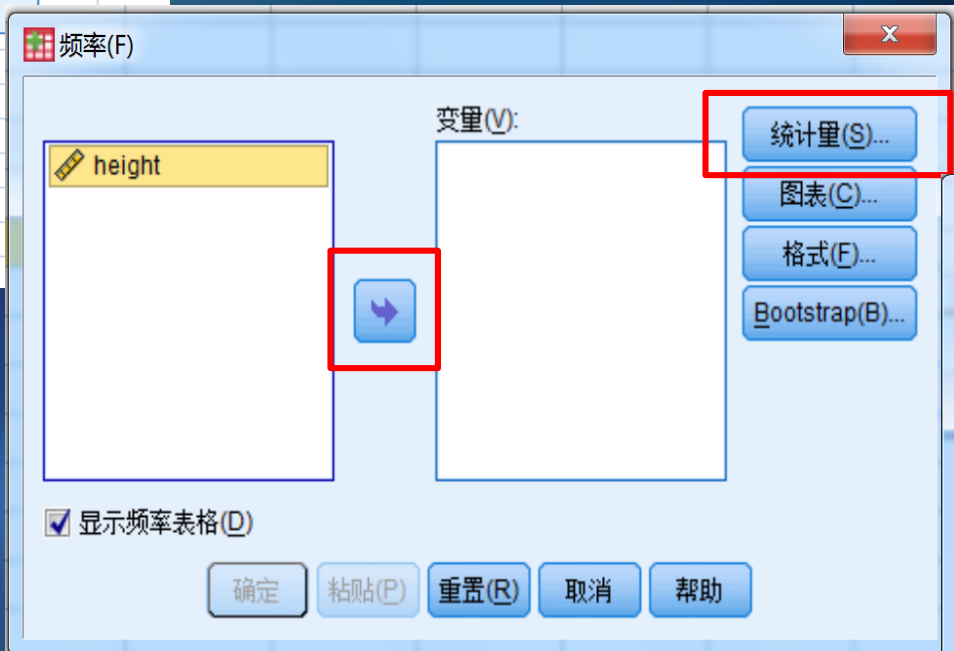 频率(F)
变量(V):
height
统计量(S)...
图表(C)...
格式(F)...
Bootstrap(B)...
显示频率表格(D)
确定
粘贴(P)
重置(R)
取消
帮助